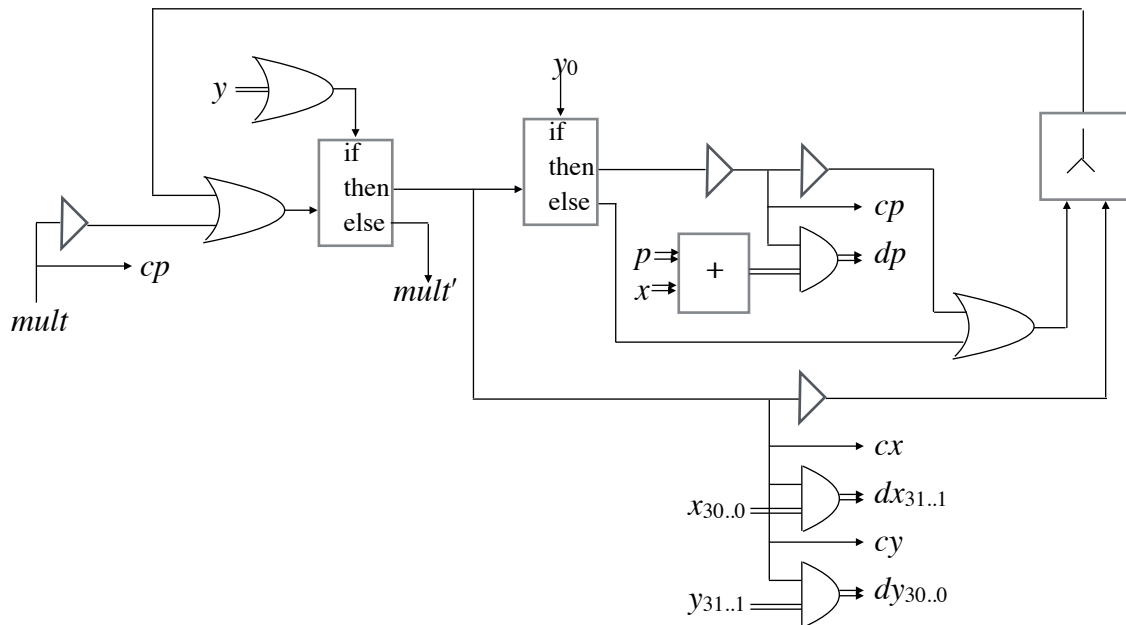 y
y0
if
then
else
if
then
else
cp
mult
mult′
p
x
+
cp
dp
cx
x30..0
dx31..1
cy
y31..1
dy30..0